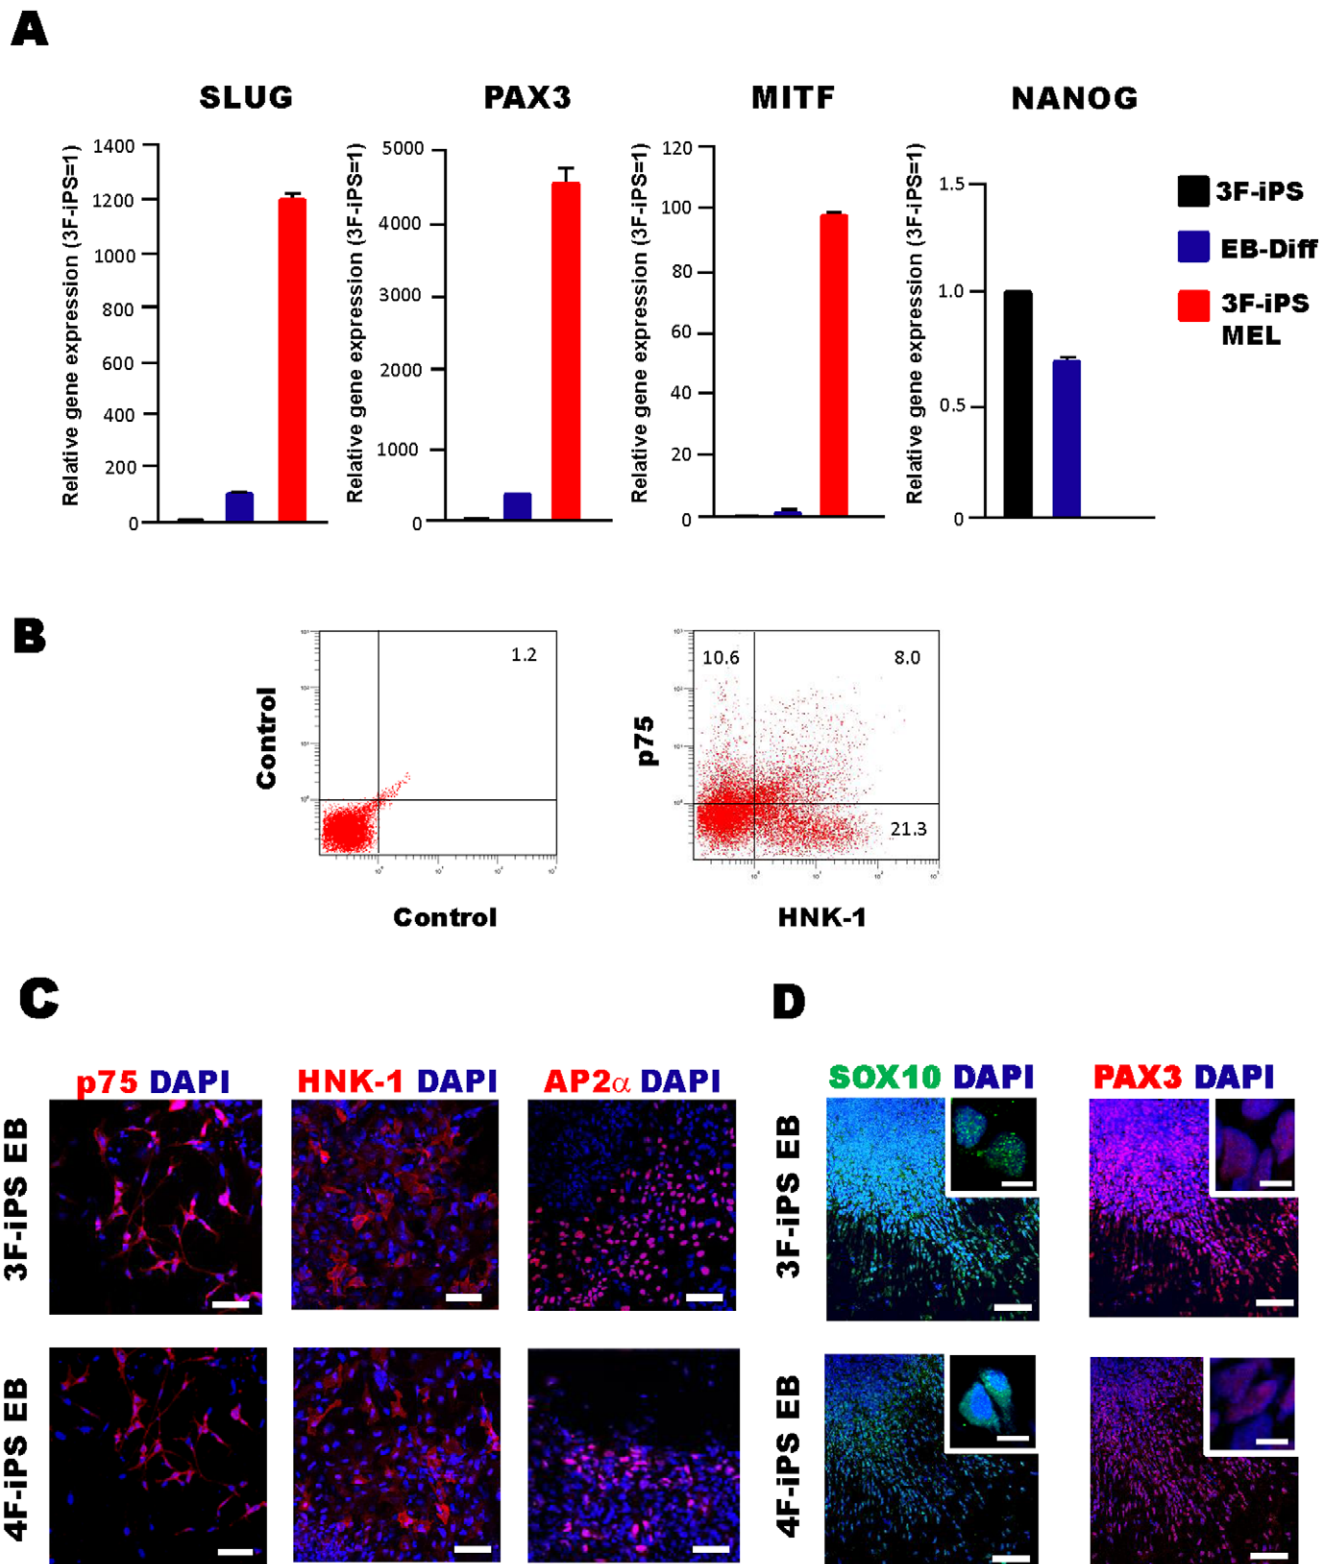 A
SLUG
PAX3
MITF
NANOG
Relative gene expression (3F-iPS=1)
1400
1200
1000
800
600
400
200
0
Relative gene expression (3F-iPS=1)
5000
4000
3000
2000
1000
0
Relative gene expression (3F-iPS=1)
120
100
80
60
40
20
0
Relative gene expression (3F-iPS=1)
1.5
1.0
0.5
0
3F-iPS
EB-Diff
3F-iPS
MEL
B
Control
1.2
Control
p75
10.6
8.0
21.3
HNK-1
C
p75 DAPI
HNK-1 DAPI
AP2α DAPI
3F-iPS EB
4F-iPS EB
D
SOX10 DAPI
PAX3 DAPI
3F-iPS EB
4F-iPS EB